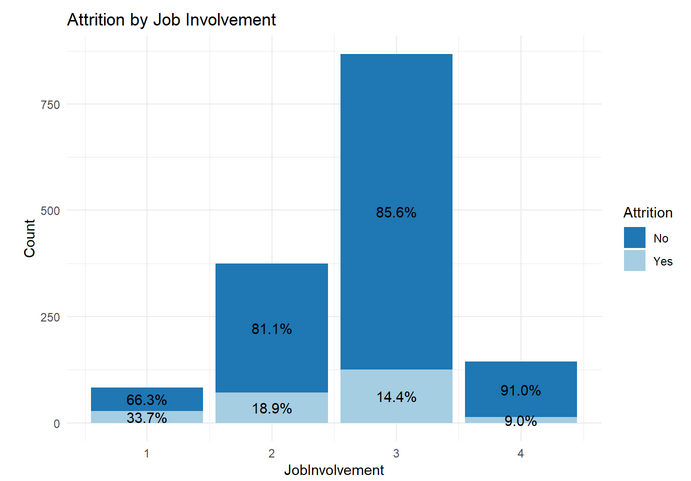 Attrition by Job Involvement
750
500
250
0
Count
85.6%
81.1%
14.4%
91.0%
66.3%
18.9%
33.7%
9.0%
1 2 3 4
JobInvolvement
Attrition
No
Yes